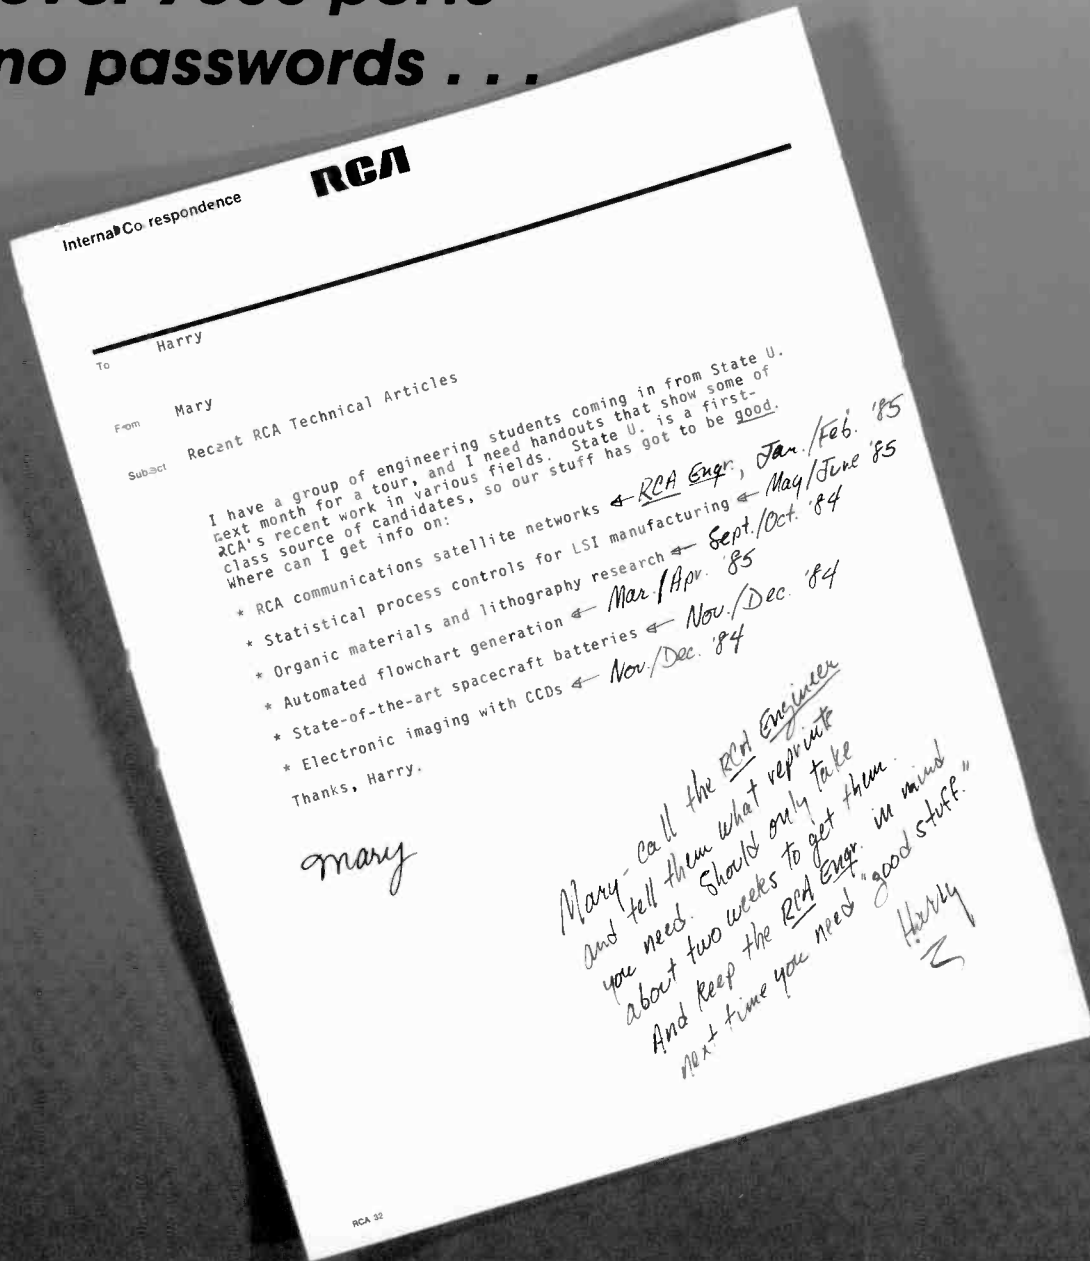 over 7000 ports
no passwords . . .
Internal Co respondence RCA
To Harry
From Mary
Subject Recent RCA Technical Articles
I have a group of engineering students coming in from State U.
next month for a tour, and I need handouts that show some of
RCA's recent work in various fields. State U. is a first-
class source of candidates, so our stuff has got to be good.
Where can I get info on:
* RCA communications satellite networks ← RCA Engr., Jan./Feb. '85
* Statistical process controls for LSI manufacturing ← May/June '85
* Organic materials and lithography research ← Sept./Oct. '84
* Automated flowchart generation ← Mar./Apr. '85
* State-of-the-art spacecraft batteries ← Nov./Dec. '84
* Electronic imaging with CCDs ← Nov./Dec. '84
Thanks, Harry.
Mary
Mary- Call the RCA Engineer
and tell them what reprints
you need. Should only take
about two weeks to get them.
And keep the RCA Engr. in mind
next time you need "good stuff."
Harry
RCA 32